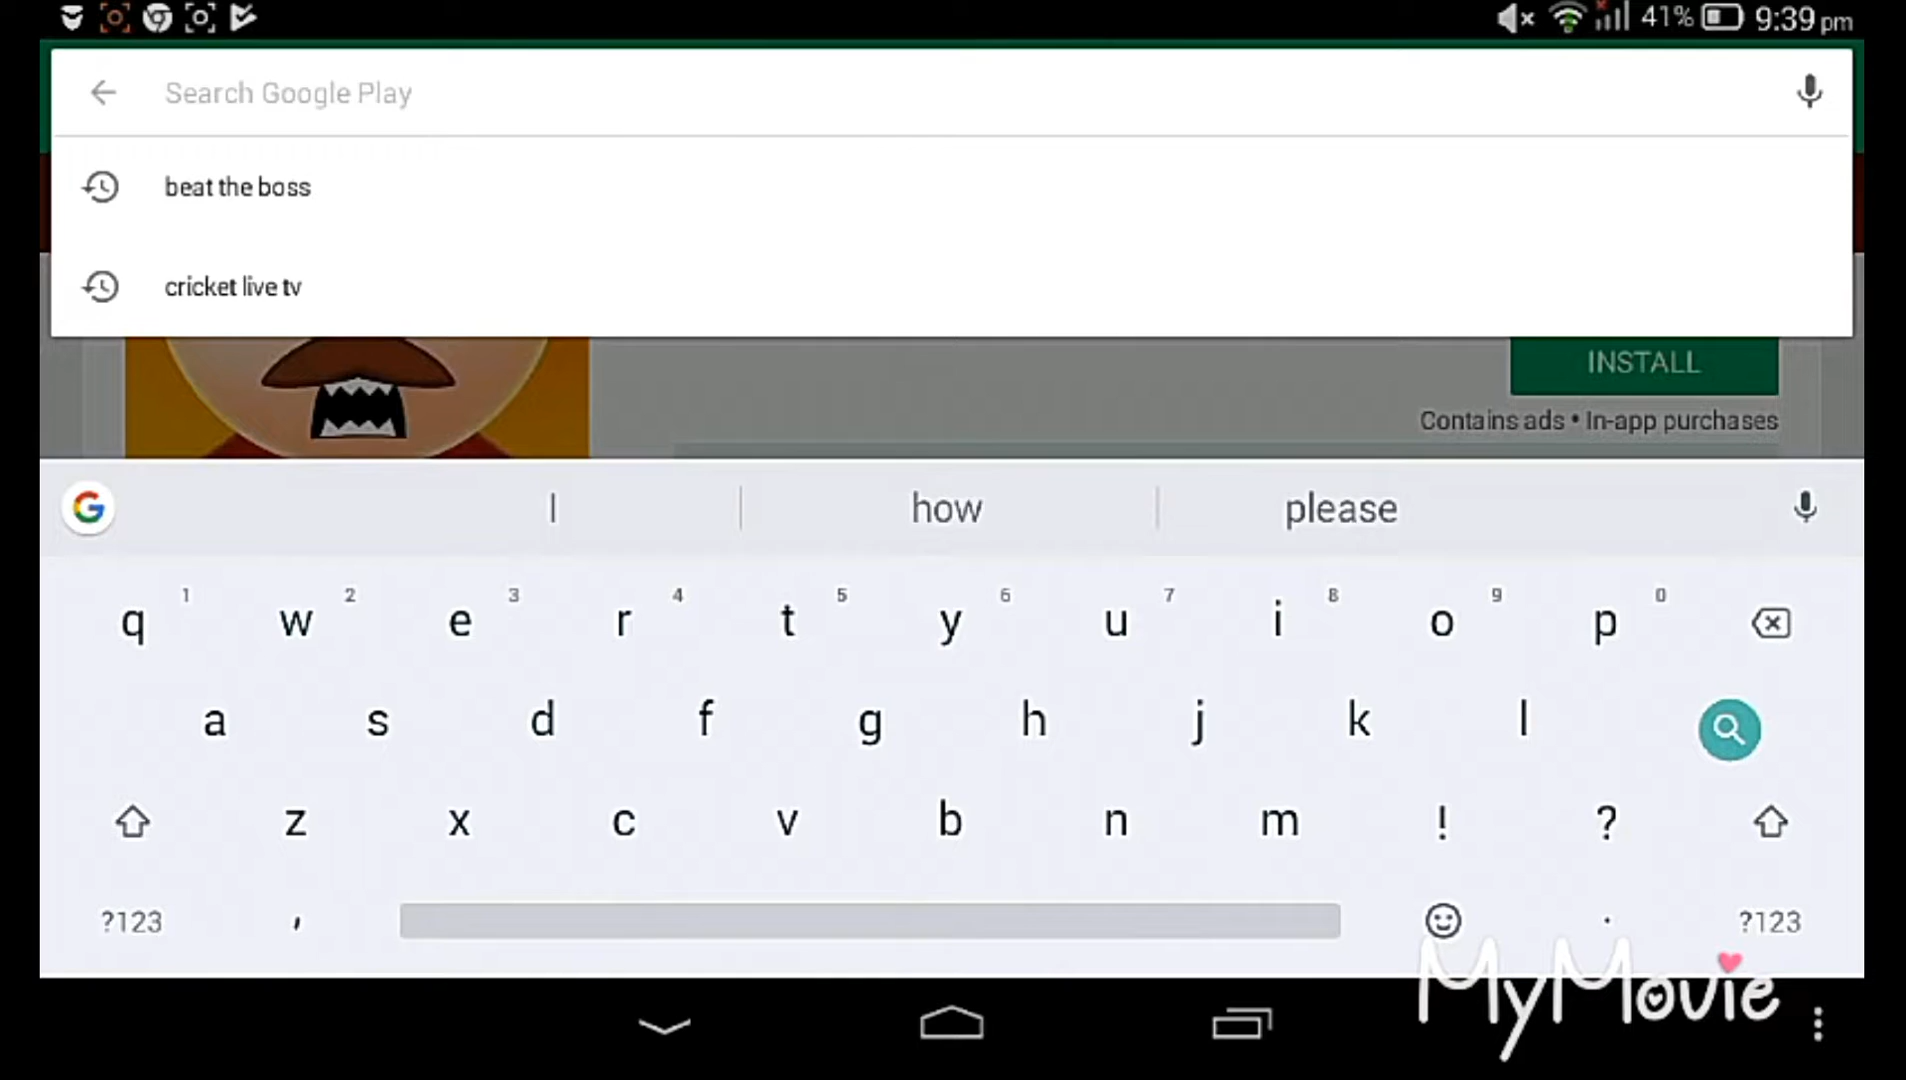 41% 9:39 pm
Search Google Play
beat the boss
cricket live tv
INSTALL
Contains ads • In-app purchases
G I how please
1 2 3 4 5 6 7 8 9 0
q w e r t y u i o p
a s d f g h j k l
z x c v b n m ! ?
?123 , . ?123
MyMovie